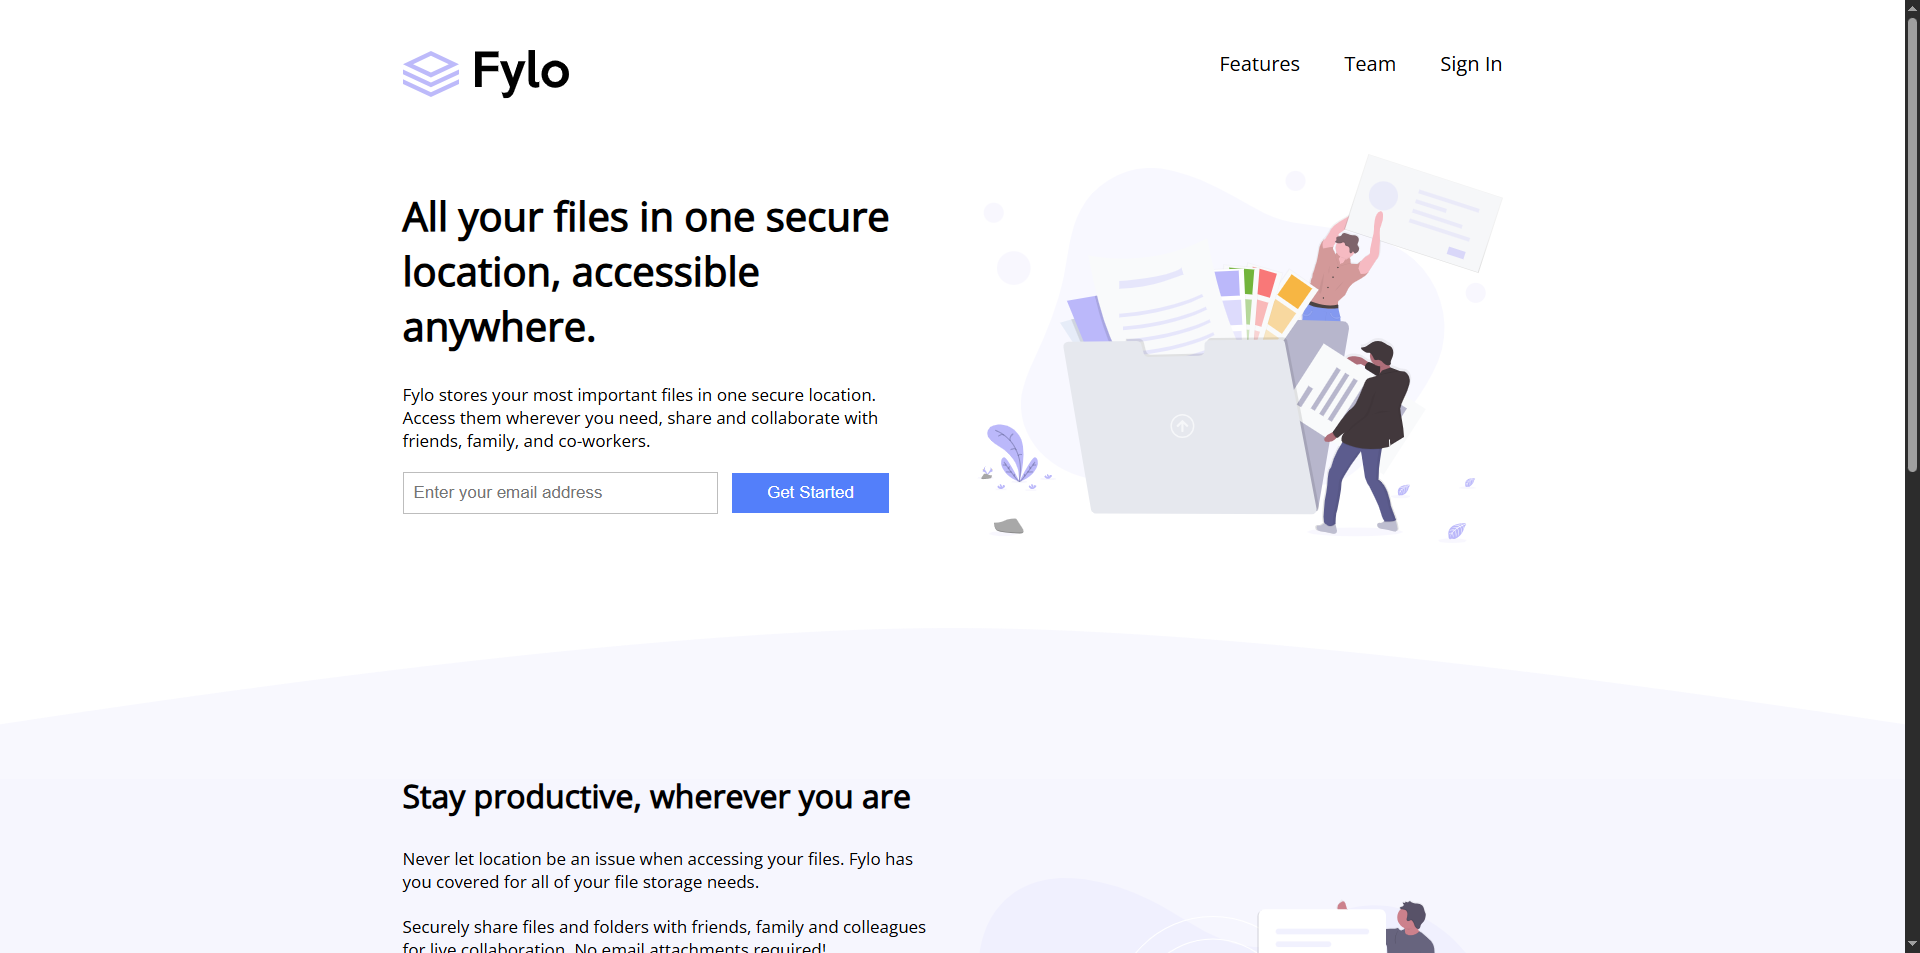 Fylo
Features
Team
Sign In
All your files in one secure
location, accessible
anywhere.
Fylo stores your most important files in one secure location.
Access them wherever you need, share and collaborate with
friends, family, and co-workers.
Enter your email address
Get Started
Stay productive, wherever you are
Never let location be an issue when accessing your files. Fylo has
you covered for all of your file storage needs.
Securely share files and folders with friends, family and colleagues
for live collaboration. No email attachments required!